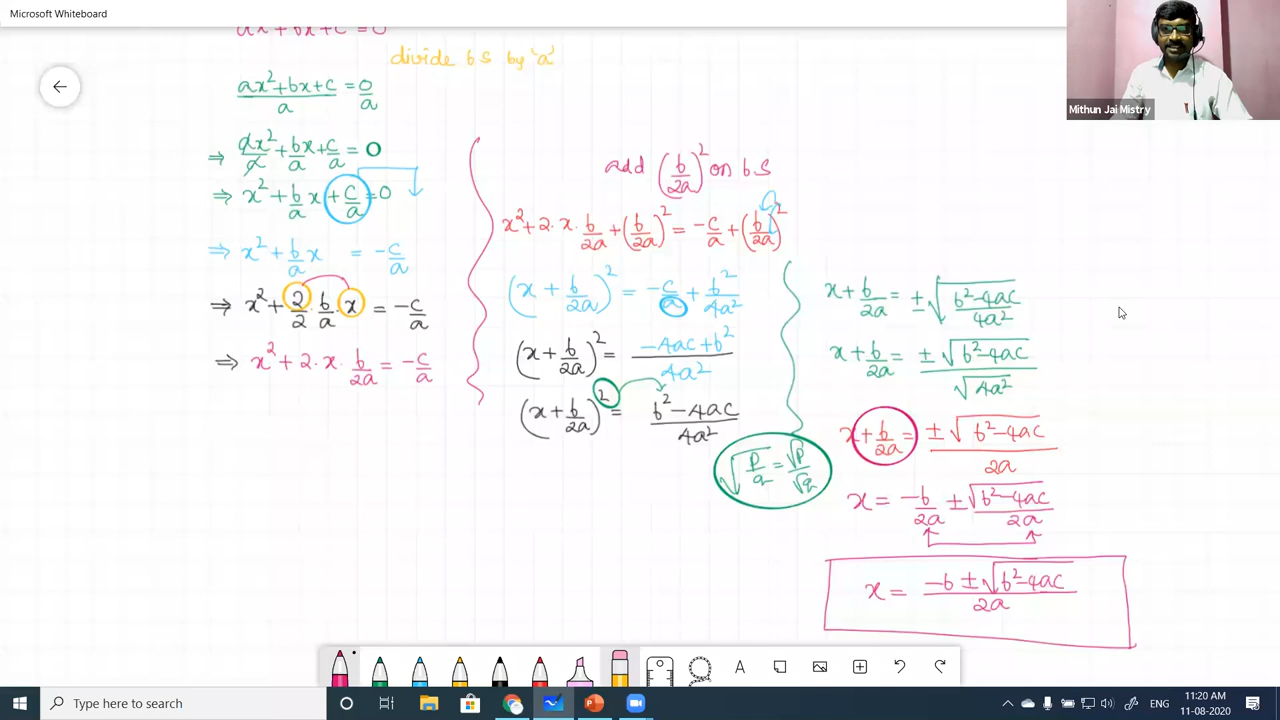 Microsoft Whiteboard
ax²+bx+c=0
divide bs by 'a'
(ax²+bx+c)/a = 0/a
⇒ ax²/a + bx/a + c/a = 0
⇒ x² + b/a x + c/a = 0
⇒ x² + b/a x = -c/a
⇒ x² + 2/2 · b/a · x = -c/a
⇒ x² + 2·x·b/2a = -c/a
add (b/2a)² on bs
x² + 2·x·b/2a + (b/2a)² = -c/a + (b/2a)²
(x + b/2a)² = -c/a + b²/4a²
(x + b/2a)² = (-4ac+b²)/4a²
(x + b/2a)² = (b²-4ac)/4a²
√(p/q) = √p/√q
x + b/2a = ±√((b²-4ac)/4a²)
x + b/2a = ±√(b²-4ac)/√(4a²)
x + b/2a = ±√(b²-4ac)/2a
x = -b/2a ± √(b²-4ac)/2a
x = (-b ± √(b²-4ac))/2a
Mithun Jai Mistry
A
Type here to search
ENG
11:20 AM
11-08-2020